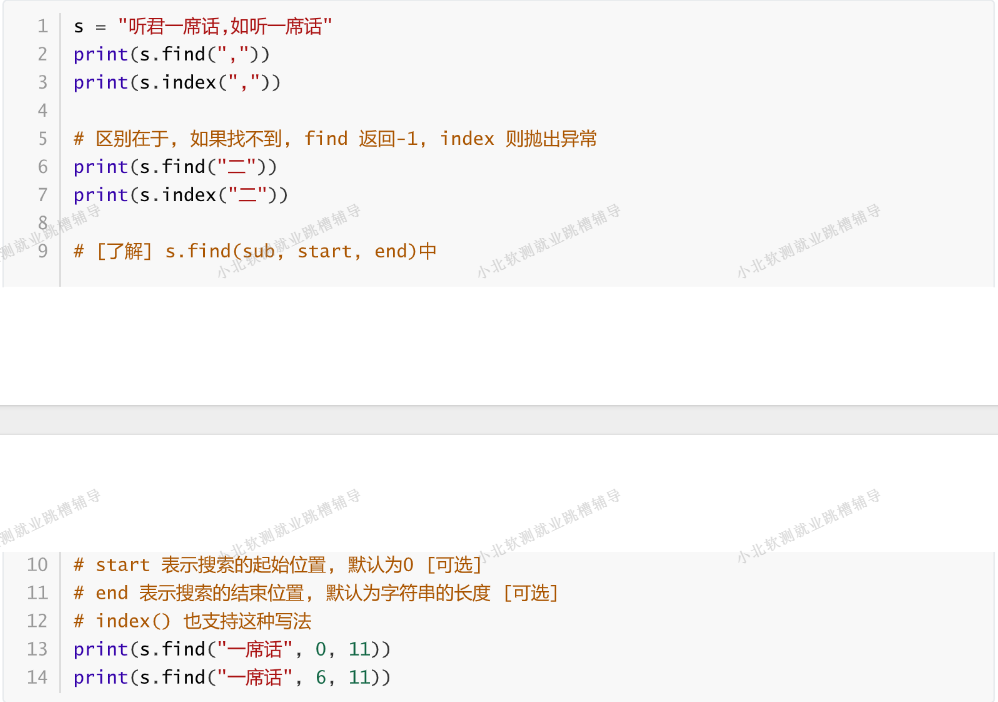 1 s = "听君一席话,如听一席话"
2 print(s.find(","))
3 print(s.index(","))
4
5 # 区别在于, 如果找不到, find 返回-1, index 则抛出异常
6 print(s.find("二"))
7 print(s.index("二"))
8
测就业跳槽辅导 小北软测就业跳槽辅导 小北软测就业跳槽辅导 小北软测就业跳槽辅导
9 # [了解] s.find(sub, start, end)中
测就业跳槽辅导 小北软测就业跳槽辅导 小北软测就业跳槽辅导 小北软测就业跳槽辅导
10 # start 表示搜索的起始位置, 默认为0 [可选]
11 # end 表示搜索的结束位置, 默认为字符串的长度 [可选]
12 # index() 也支持这种写法
13 print(s.find("一席话", 0, 11))
14 print(s.find("一席话", 6, 11))